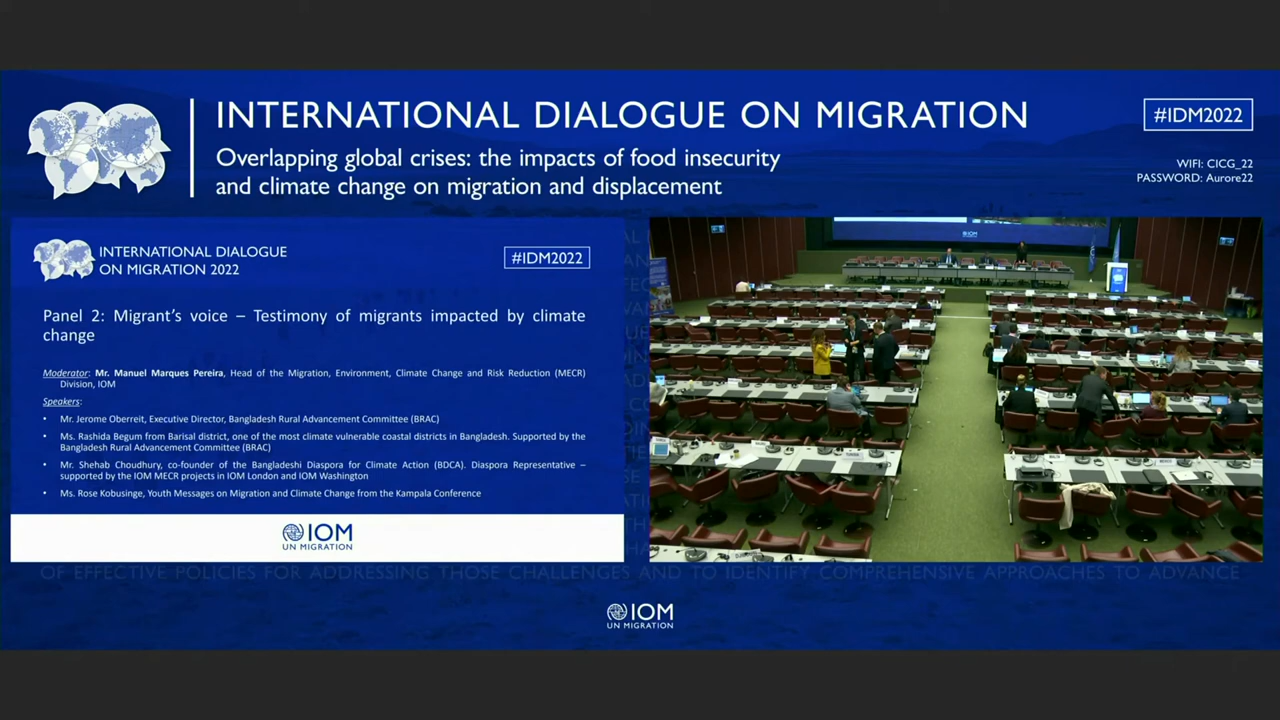 INTERNATIONAL DIALOGUE ON MIGRATION
Overlapping global crises: the impacts of food insecurity
and climate change on migration and displacement
#IDM2022
WIFI: CICG_22
PASSWORD: Aurore22
INTERNATIONAL DIALOGUE
ON MIGRATION 2022
#IDM2022
Panel 2: Migrant's voice – Testimony of migrants impacted by climate
change
Moderator: Mr. Manuel Marques Pereira, Head of the Migration, Environment, Climate Change and Risk Reduction (MECR)
Division, IOM
Speakers:
• Mr. Jerome Oberreit, Executive Director, Bangladesh Rural Advancement Committee (BRAC)
• Ms. Rashida Begum from Barisal district, one of the most climate vulnerable coastal districts in Bangladesh. Supported by the
Bangladesh Rural Advancement Committee (BRAC)
• Mr. Shehab Choudhury, co-founder of the Bangladeshi Diaspora for Climate Action (BDCA). Diaspora Representative –
supported by the IOM MECR projects in IOM London and IOM Washington
• Ms. Rose Kobusinge, Youth Messages on Migration and Climate Change from the Kampala Conference
IOM
UN MIGRATION
OF EFFECTIVE POLICIES FOR ADDRESSING THOSE CHALLENGES AND TO IDENTIFY COMPREHENSIVE APPROACHES TO ADVANCE
IOM
UN MIGRATION